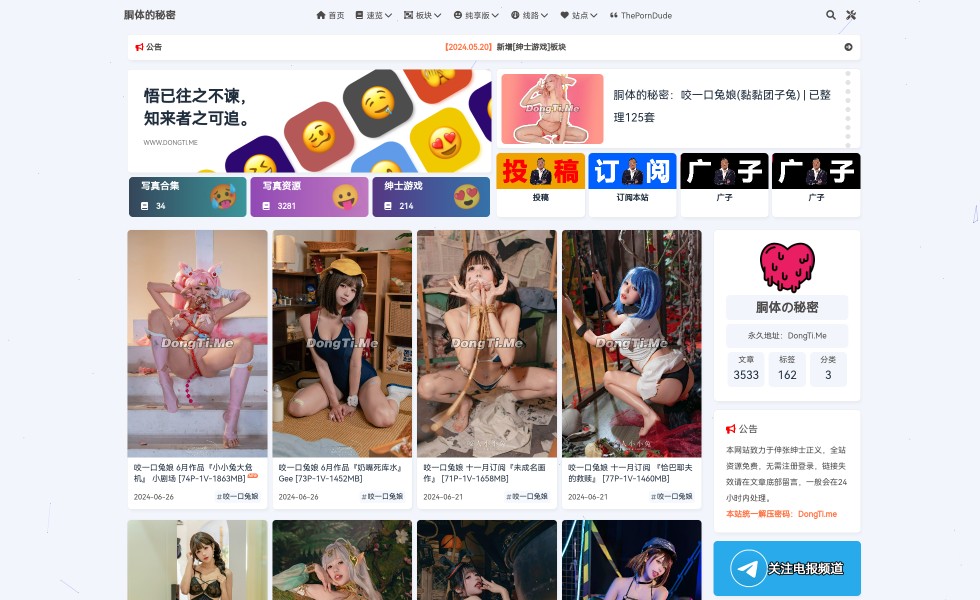 胴体的秘密
首页 速览 板块 纯享版 线路 站点 ThePornDude
公告
【2024.05.20】新增[绅士游戏]板块
悟已往之不谏，
知来者之可追。
WWW.DONGTI.ME
写真合集
34
写真资源
3281
绅士游戏
214
DongTi.Me
胴体的秘密：咬一口兔娘(黏黏团子兔) | 已整
理125套
投稿
投稿
订阅
订阅本站
广子
广子
广子
广子
DongTi.Me
咬一口兔娘 6月作品『小小兔大危
机』 小剧场 [74P-1V-1863MB]
2024-06-26 #咬一口兔娘
DongTi.Me
咬一口兔娘 6月作品『奶嘴死库水』
Gee [73P-1V-1452MB]
2024-06-26 #咬一口兔娘
DongTi.Me
咬一口兔娘 十一月订阅『未成名画
作』 [71P-1V-1658MB]
2024-06-21 #咬一口兔娘
DongTi.Me
咬一口兔娘 十一月订阅 『恰巴耶夫
的救赎』 [77P-1V-1460MB]
2024-06-21 #咬一口兔娘
胴体の秘密
永久地址：DongTi.Me
文章 标签 分类
3533 162 3
公告
本网站致力于伸张绅士正义，全站
资源免费，无需注册登录，链接失
效请在文章底部留言，一般会在24
小时内处理。
本站统一解压密码：DongTi.me
关注电报频道